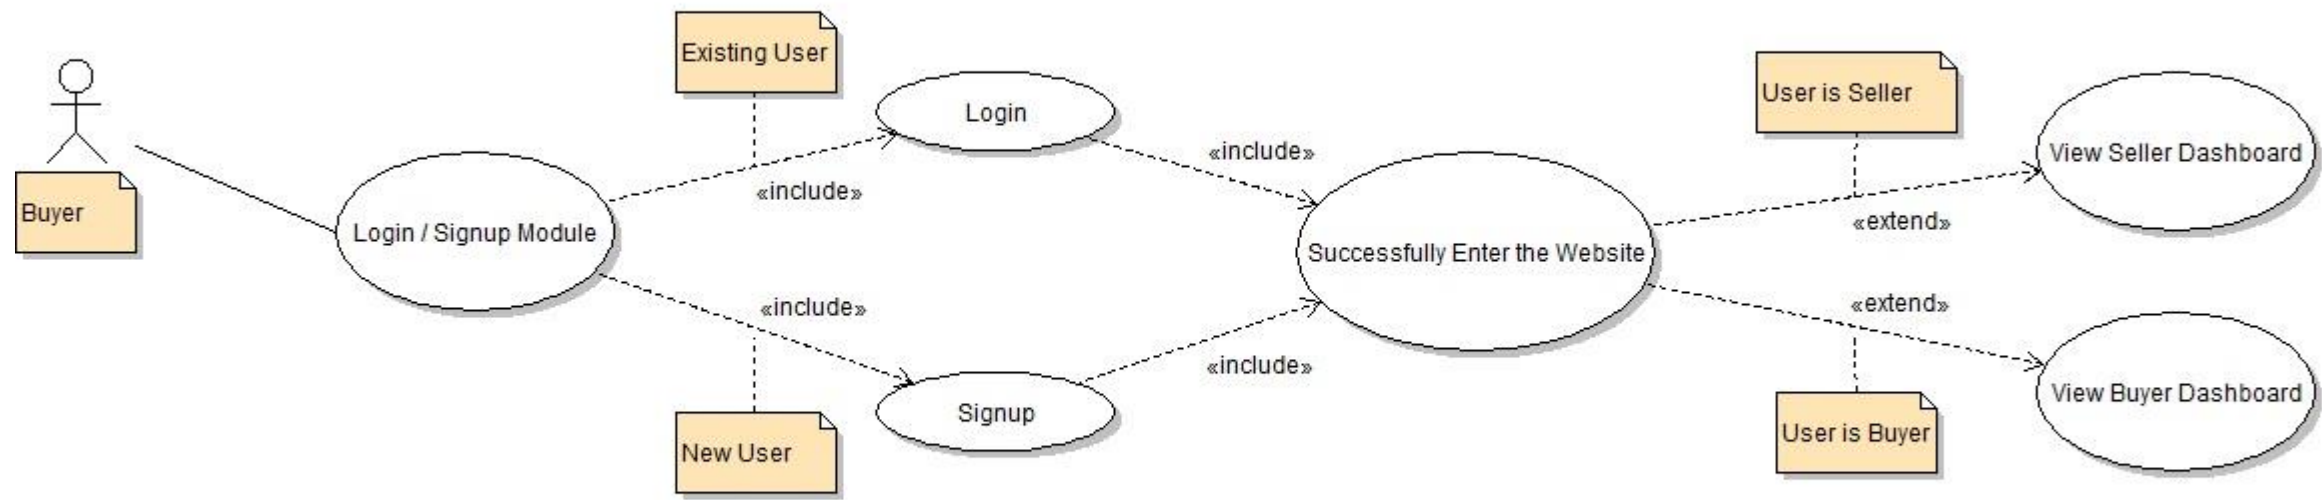 Existing User
User is Seller
Login
View Seller Dashboard
«include»
«include»
Buyer
Login / Signup Module
«extend»
Successfully Enter the Website
«include»
«extend»
«include»
View Buyer Dashboard
Signup
User is Buyer
New User